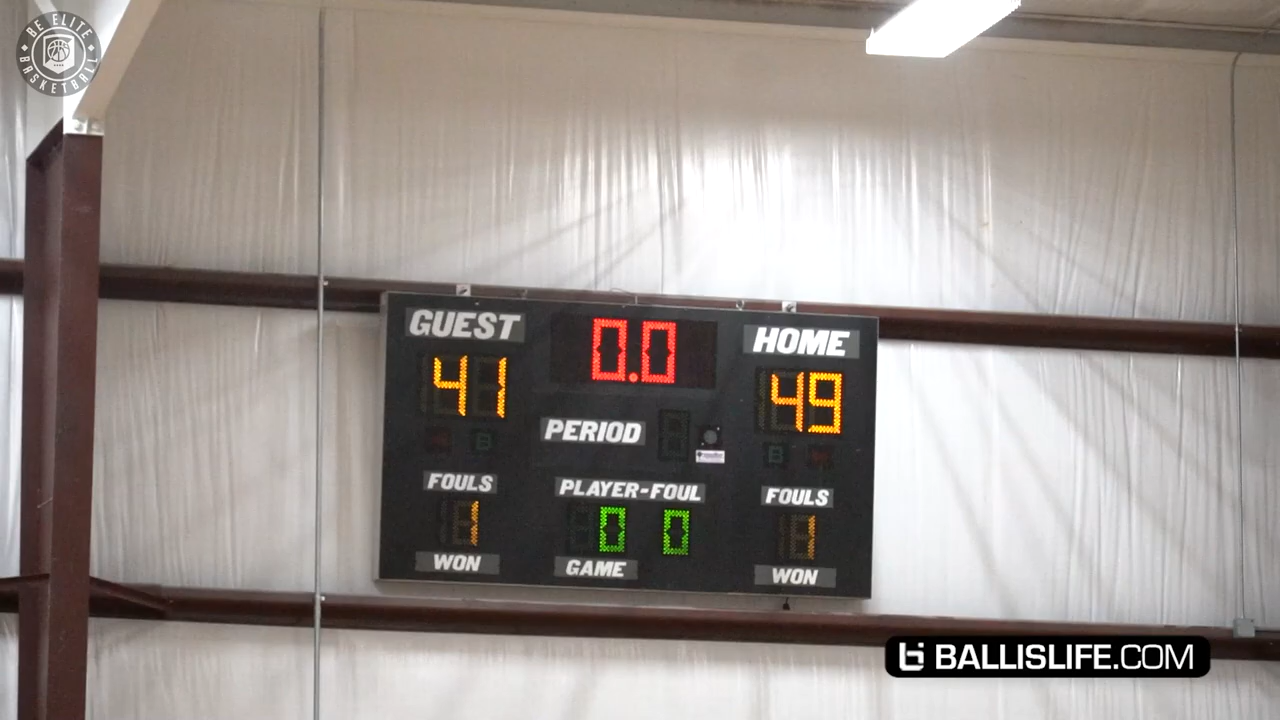 BE ELITE
BASKETBALL
GUEST
0.0
HOME
41
49
PERIOD
FOULS
PLAYER-FOUL
FOULS
1
0 0
1
WON
GAME
WON
BALLISLIFE.COM